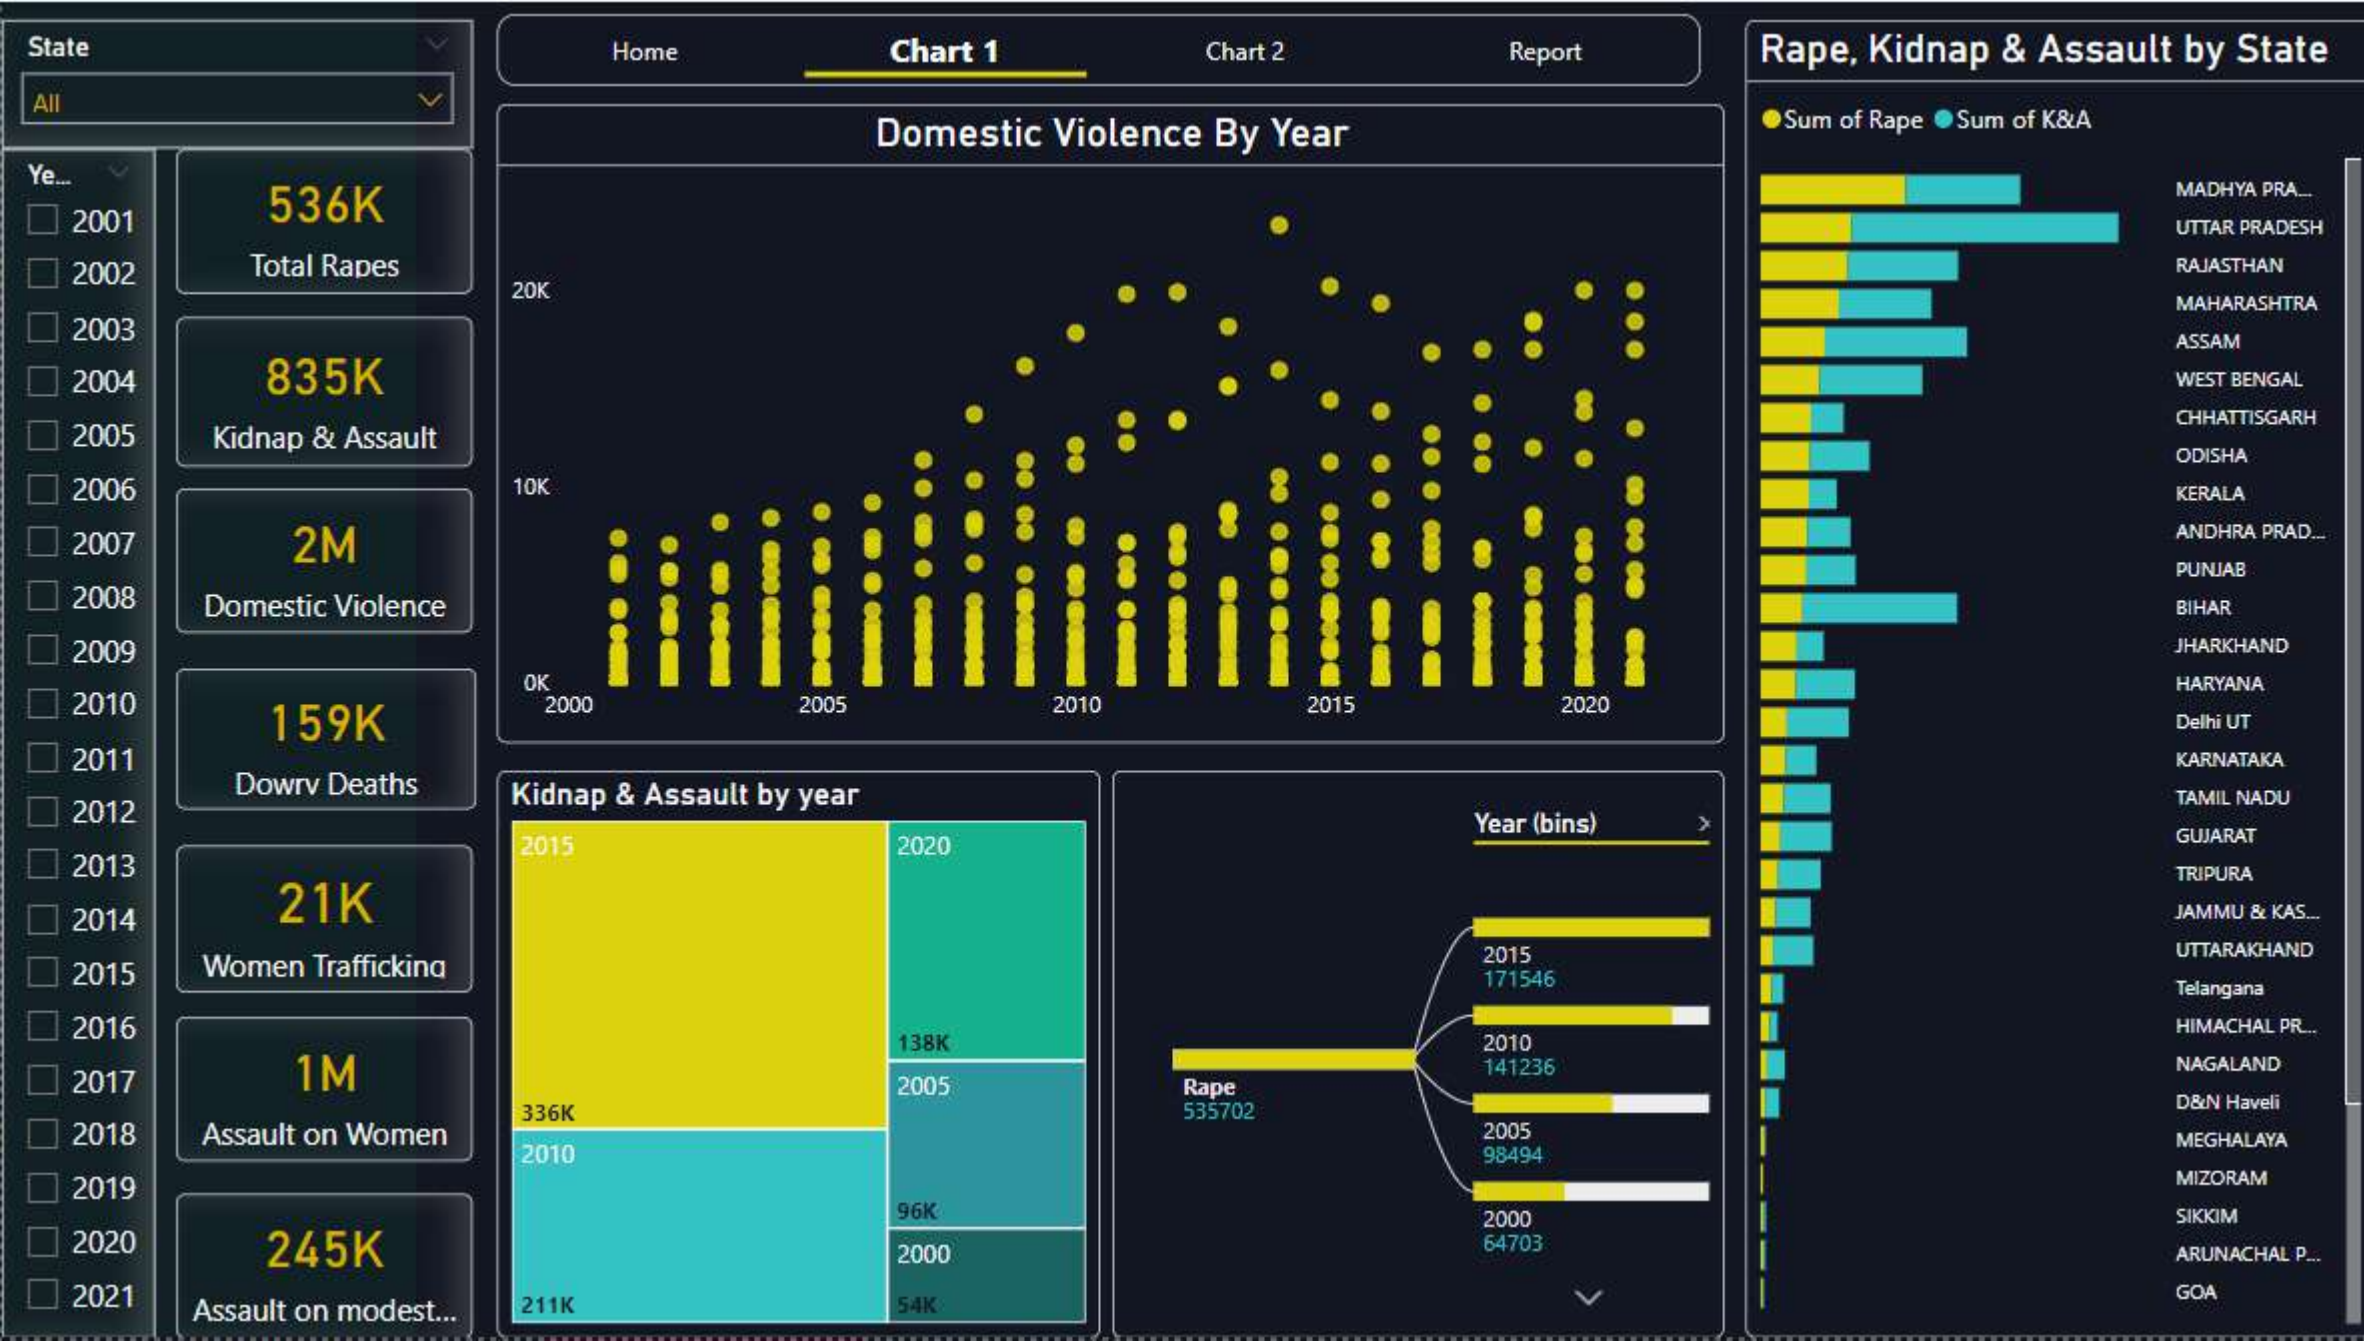 State
All
Ye...
2001
2002
2003
2004
2005
2006
2007
2008
2009
2010
2011
2012
2013
2014
2015
2016
2017
2018
2019
2020
2021
536K
Total Rapes
835K
Kidnap & Assault
2M
Domestic Violence
159K
Dowry Deaths
21K
Women Trafficking
1M
Assault on Women
245K
Assault on modest...
Home Chart 1 Chart 2 Report
Domestic Violence By Year
20K
10K
0K
2000 2005 2010 2015 2020
Kidnap & Assault by year
2015
336K
2010
211K
2020
138K
2005
96K
2000
54K
Year (bins)
Rape
535702
2015
171546
2010
141236
2005
98494
2000
64703
Rape, Kidnap & Assault by State
Sum of Rape Sum of K&A
MADHYA PRA...
UTTAR PRADESH
RAJASTHAN
MAHARASHTRA
ASSAM
WEST BENGAL
CHHATTISGARH
ODISHA
KERALA
ANDHRA PRAD...
PUNJAB
BIHAR
JHARKHAND
HARYANA
Delhi UT
KARNATAKA
TAMIL NADU
GUJARAT
TRIPURA
JAMMU & KAS...
UTTARAKHAND
Telangana
HIMACHAL PR...
NAGALAND
D&N Haveli
MEGHALAYA
MIZORAM
SIKKIM
ARUNACHAL P...
GOA